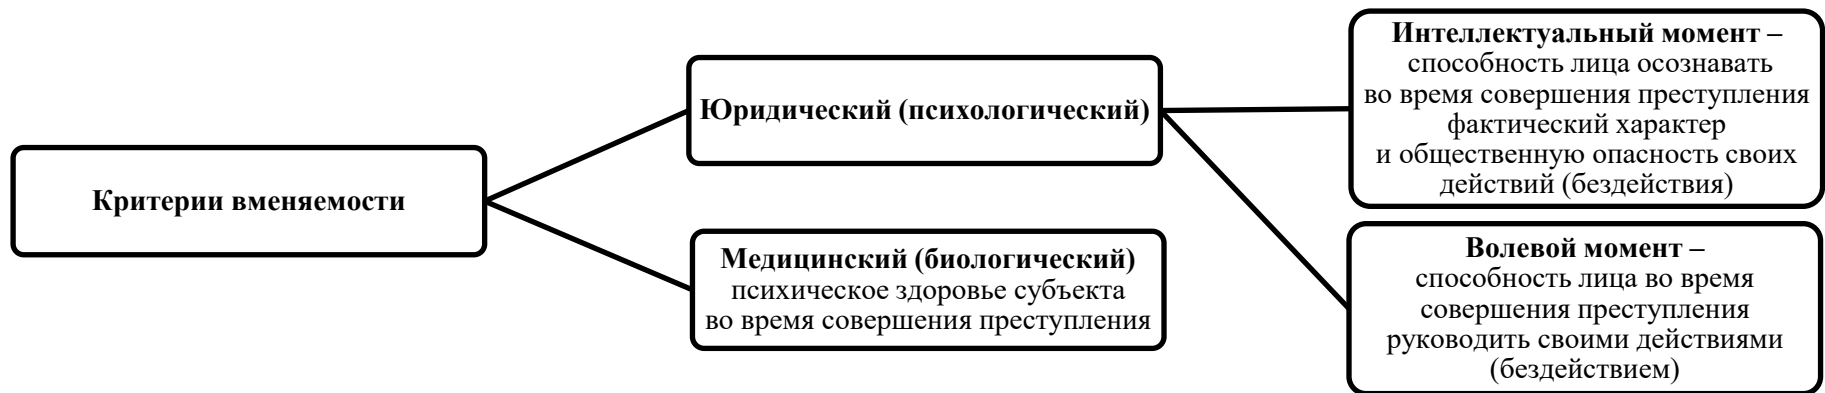 Критерии вменяемости
Юридический (психологический)
Медицинский (биологический)
психическое здоровье субъекта
во время совершения преступления
Интеллектуальный момент –
способность лица осознавать
во время совершения преступления
фактический характер
и общественную опасность своих
действий (бездействия)
Волевой момент –
способность лица во время
совершения преступления
руководить своими действиями
(бездействием)